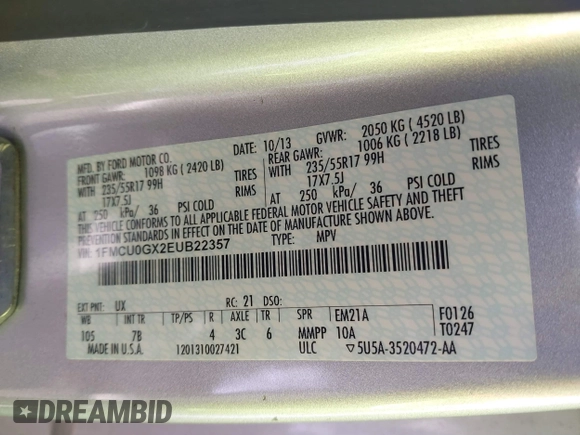 MFD. BY FORD MOTOR CO.
DATE: 10/13 GVWR: 2050 KG ( 4520 LB)
FRONT GAWR: 1098 KG ( 2420 LB) REAR GAWR: 1006 KG ( 2218 LB)
WITH 235/55R17 99H TIRES WITH 235/55R17 99H TIRES
17X7.5J RIMS 17X7.5J RIMS
AT 250 kPa/ 36 PSI COLD AT 250 kPa/ 36 PSI COLD
THIS VEHICLE CONFORMS TO ALL APPLICABLE FEDERAL MOTOR VEHICLE SAFETY AND THEFT
PREVENTION STANDARDS IN EFFECT ON THE DATE OF MANUFACTURE SHOWN ABOVE.
VIN: 1FMCU0GX2EUB22357 TYPE: MPV
EXT PNT: UX RC: 21 DSO:
WB INT TR TP/PS R AXLE TR SPR EM21A F0126
105 7B 4 3C 6 MMPP 10A T0247
MADE IN U.S.A. 1201310027421 ULC ▽5U5A-3520472-AA
DREAMBID